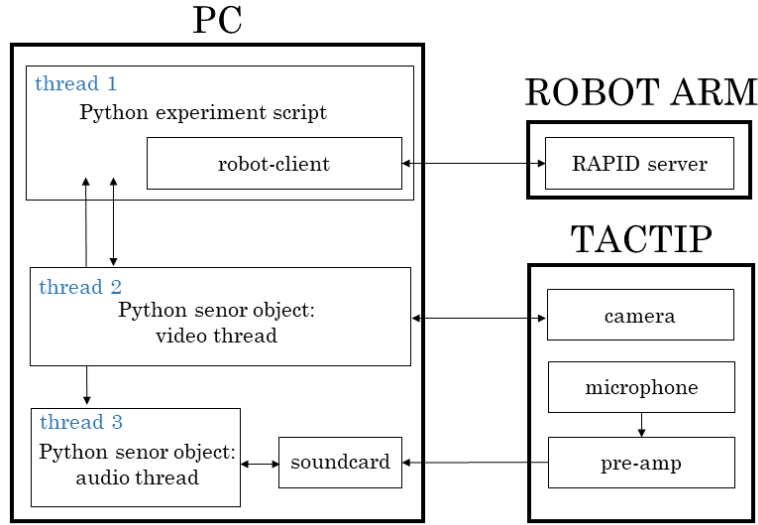 PC
thread 1
Python experiment script
robot-client
ROBOT ARM
RAPID server
TACTIP
thread 2
Python senor object:
video thread
camera
microphone
thread 3
Python senor object:
audio thread
soundcard
pre-amp